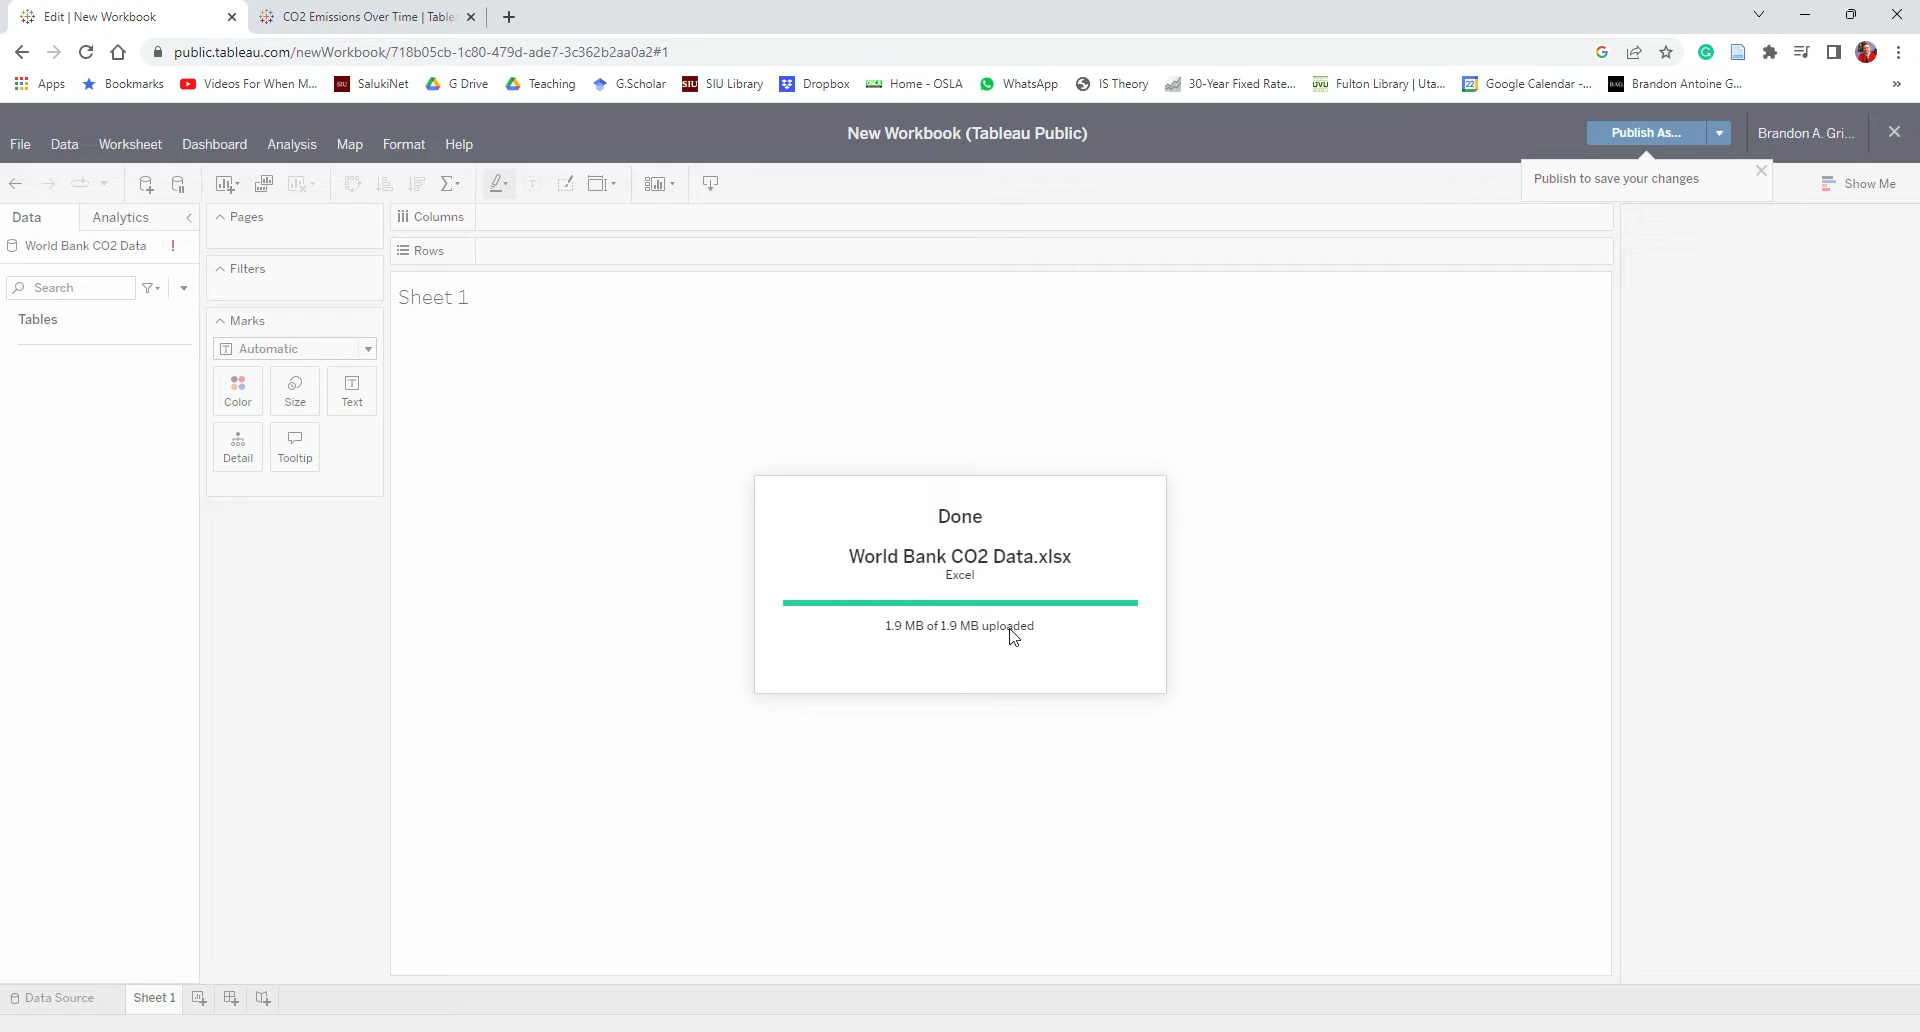 Edit | New Workbook
CO2 Emissions Over Time | Table
public.tableau.com/newWorkbook/718b05cb-1c80-479d-ade7-3c362b2aa0a2#1
Apps Bookmarks Videos For When M... SIU SalukiNet G Drive Teaching G.Scholar SIU SIU Library Dropbox Home - OSLA WhatsApp IS Theory 30-Year Fixed Rate... UVU Fulton Library | Uta... 22 Google Calendar -... BAG Brandon Antoine G... »
New Workbook (Tableau Public)
Publish As...
Brandon A. Gri...
File Data Worksheet Dashboard Analysis Map Format Help
Publish to save your changes
Show Me
Data Analytics
Pages
Columns
World Bank CO2 Data !
Rows
Filters
Search
Sheet 1
Tables
Marks
Automatic
Color Size Text
Detail Tooltip
Done
World Bank CO2 Data.xlsx
Excel
1.9 MB of 1.9 MB uploaded
Data Source Sheet 1